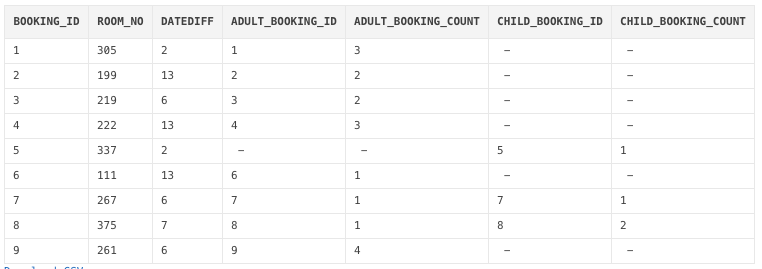 BOOKING_ID ROOM_NO DATEDIFF ADULT_BOOKING_ID ADULT_BOOKING_COUNT CHILD_BOOKING_ID CHILD_BOOKING_COUNT
1 305 2 1 3 – –
2 199 13 2 2 – –
3 219 6 3 2 – –
4 222 13 4 3 – –
5 337 2 – – 5 1
6 111 13 6 1 – –
7 267 6 7 1 7 1
8 375 7 8 1 8 2
9 261 6 9 4 – –